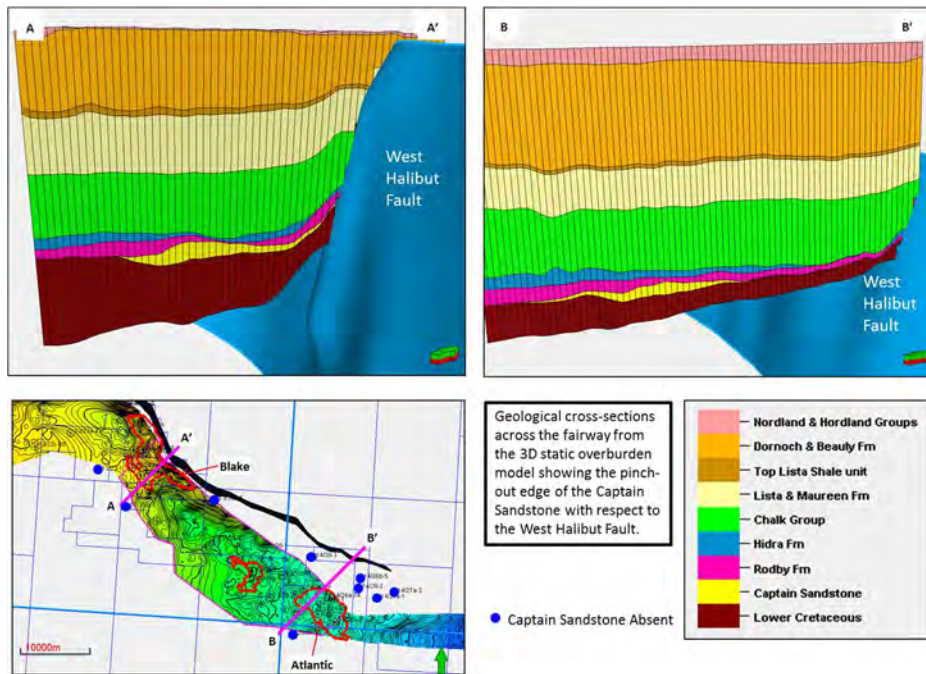 A
A'
West
Halibut
Fault
B
B'
West
Halibut
Fault
A'
Blake
A
B'
B
Atlantic
10000m
Geological cross-sections
across the fairway from
the 3D static overburden
model showing the pinch-
out edge of the Captain
Sandstone with respect to
the West Halibut Fault.
Captain Sandstone Absent
Nordland & Hordland Groups
Dornoch & Beauly Fm
Top Lista Shale unit
Lista & Maureen Fm
Chalk Group
Hidra Fm
Rodby Fm
Captain Sandstone
Lower Cretaceous